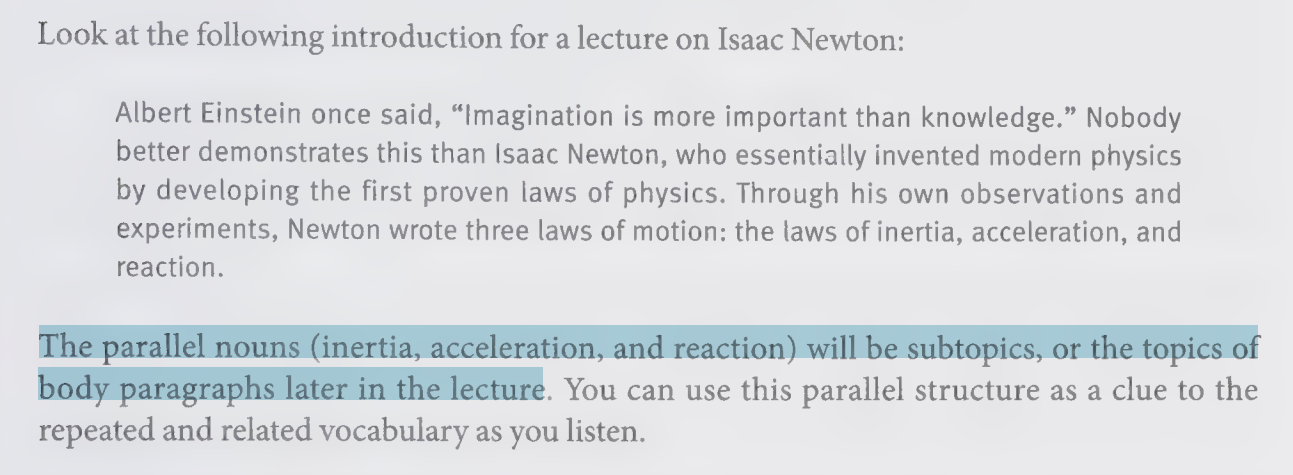 Look at the following introduction for a lecture on Isaac Newton:
Albert Einstein once said, “Imagination is more important than knowledge.” Nobody
better demonstrates this than Isaac Newton, who essentially invented modern physics
by developing the first proven laws of physics. Through his own observations and
experiments, Newton wrote three laws of motion: the laws of inertia, acceleration, and
reaction.
The parallel nouns (inertia, acceleration, and reaction) will be subtopics, or the topics of
body paragraphs later in the lecture. You can use this parallel structure as a clue to the
repeated and related vocabulary as you listen.